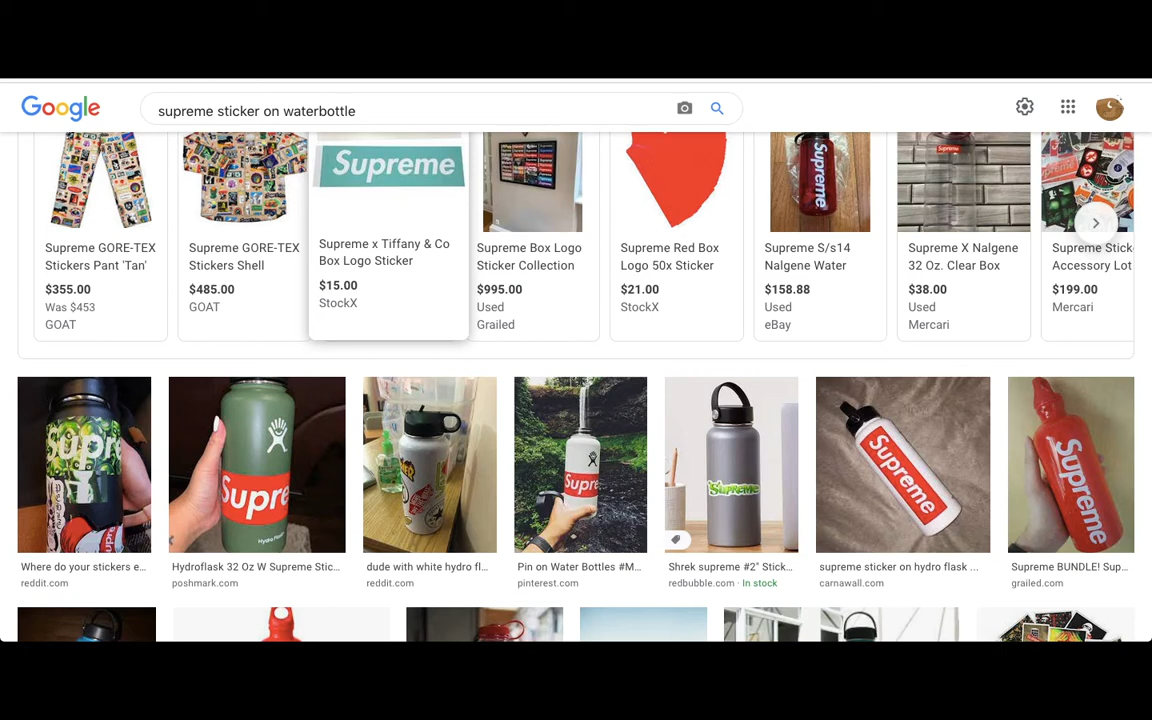 Google
supreme sticker on waterbottle
Supreme
Supreme
Supreme
Supreme GORE-TEX
Stickers Pant 'Tan'
$355.00
Was $453
GOAT
Supreme GORE-TEX
Stickers Shell
$485.00
GOAT
Supreme x Tiffany & Co
Box Logo Sticker
$15.00
StockX
Supreme Box Logo
Sticker Collection
$995.00
Used
Grailed
Supreme Red Box
Logo 50x Sticker
$21.00
StockX
Supreme S/s14
Nalgene Water
$158.88
Used
eBay
Supreme X Nalgene
32 Oz. Clear Box
$38.00
Used
Mercari
Supreme Stick
Accessory Lot
$199.00
Mercari
Supr
Supre
Hydro Flask
Supre
Supreme
Supreme
Supreme
Where do your stickers e...
reddit.com
Hydroflask 32 Oz W Supreme Stic...
poshmark.com
dude with white hydro fl...
reddit.com
Pin on Water Bottles #M...
pinterest.com
Shrek supreme #2" Stick...
redbubble.com · In stock
supreme sticker on hydro flask ...
carnawall.com
Supreme BUNDLE! Sup...
grailed.com